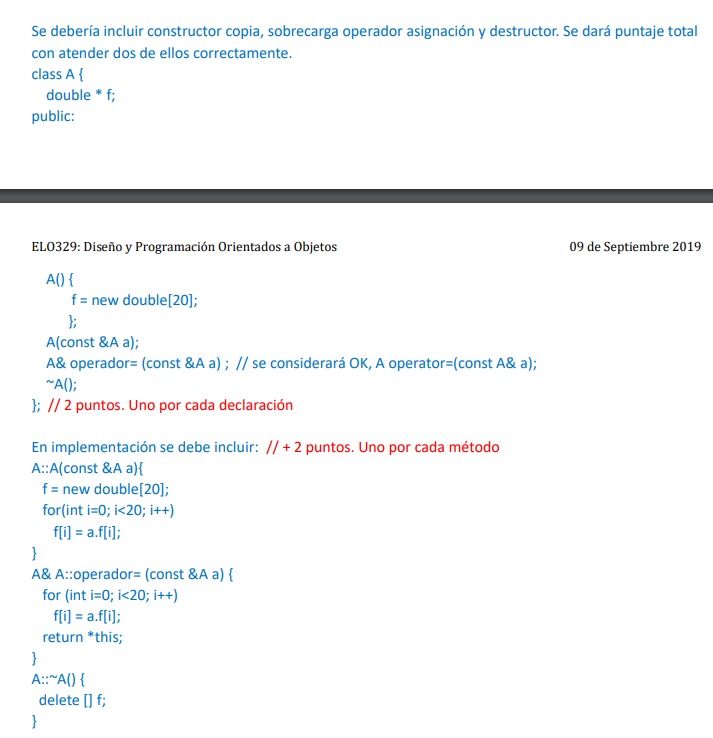 Se debería incluir constructor copia, sobrecarga operador asignación y destructor. Se dará puntaje total
con atender dos de ellos correctamente.
class A {
double * f;
public:
ELO329: Diseño y Programación Orientados a Objetos 09 de Septiembre 2019
A() {
f = new double[20];
};
A(const &A a);
A& operador= (const &A a) ; // se considerará OK, A operator=(const A& a);
~A();
}; // 2 puntos. Uno por cada declaración
En implementación se debe incluir: // + 2 puntos. Uno por cada método
A::A(const &A a){
f = new double[20];
for(int i=0; i<20; i++)
f[i] = a.f[i];
}
A& A::operador= (const &A a) {
for (int i=0; i<20; i++)
f[i] = a.f[i];
return *this;
}
A::~A() {
delete [] f;
}